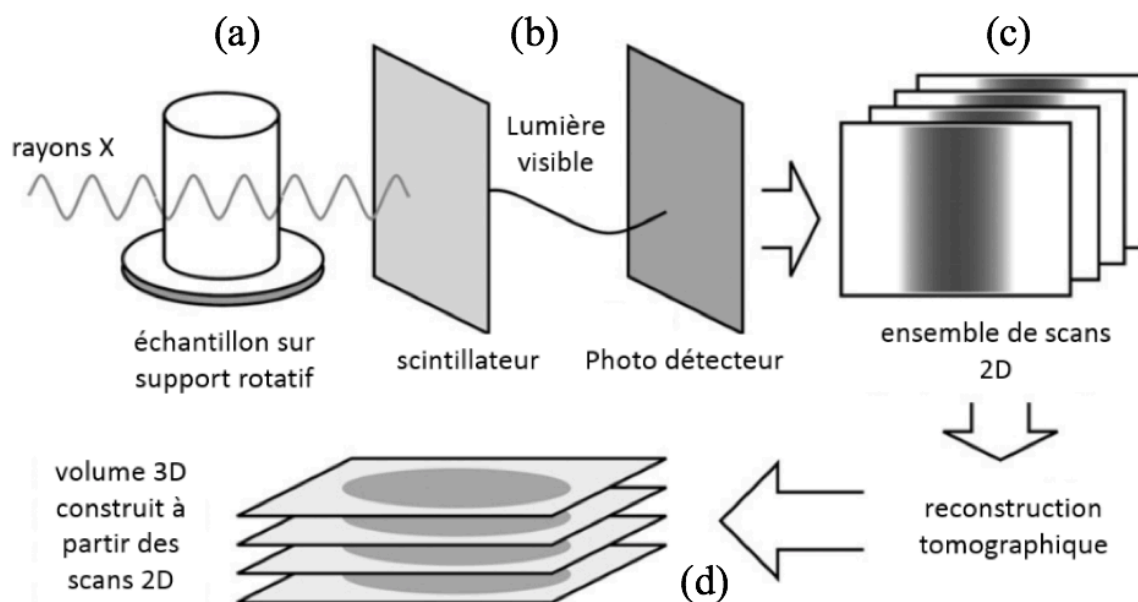 (a)
(b)
(c)
rayons X
Lumière
visible
échantillon sur
support rotatif
scintillateur
Photo détecteur
ensemble de scans
2D
volume 3D
construit à
partir des
scans 2D
reconstruction
tomographique
(d)